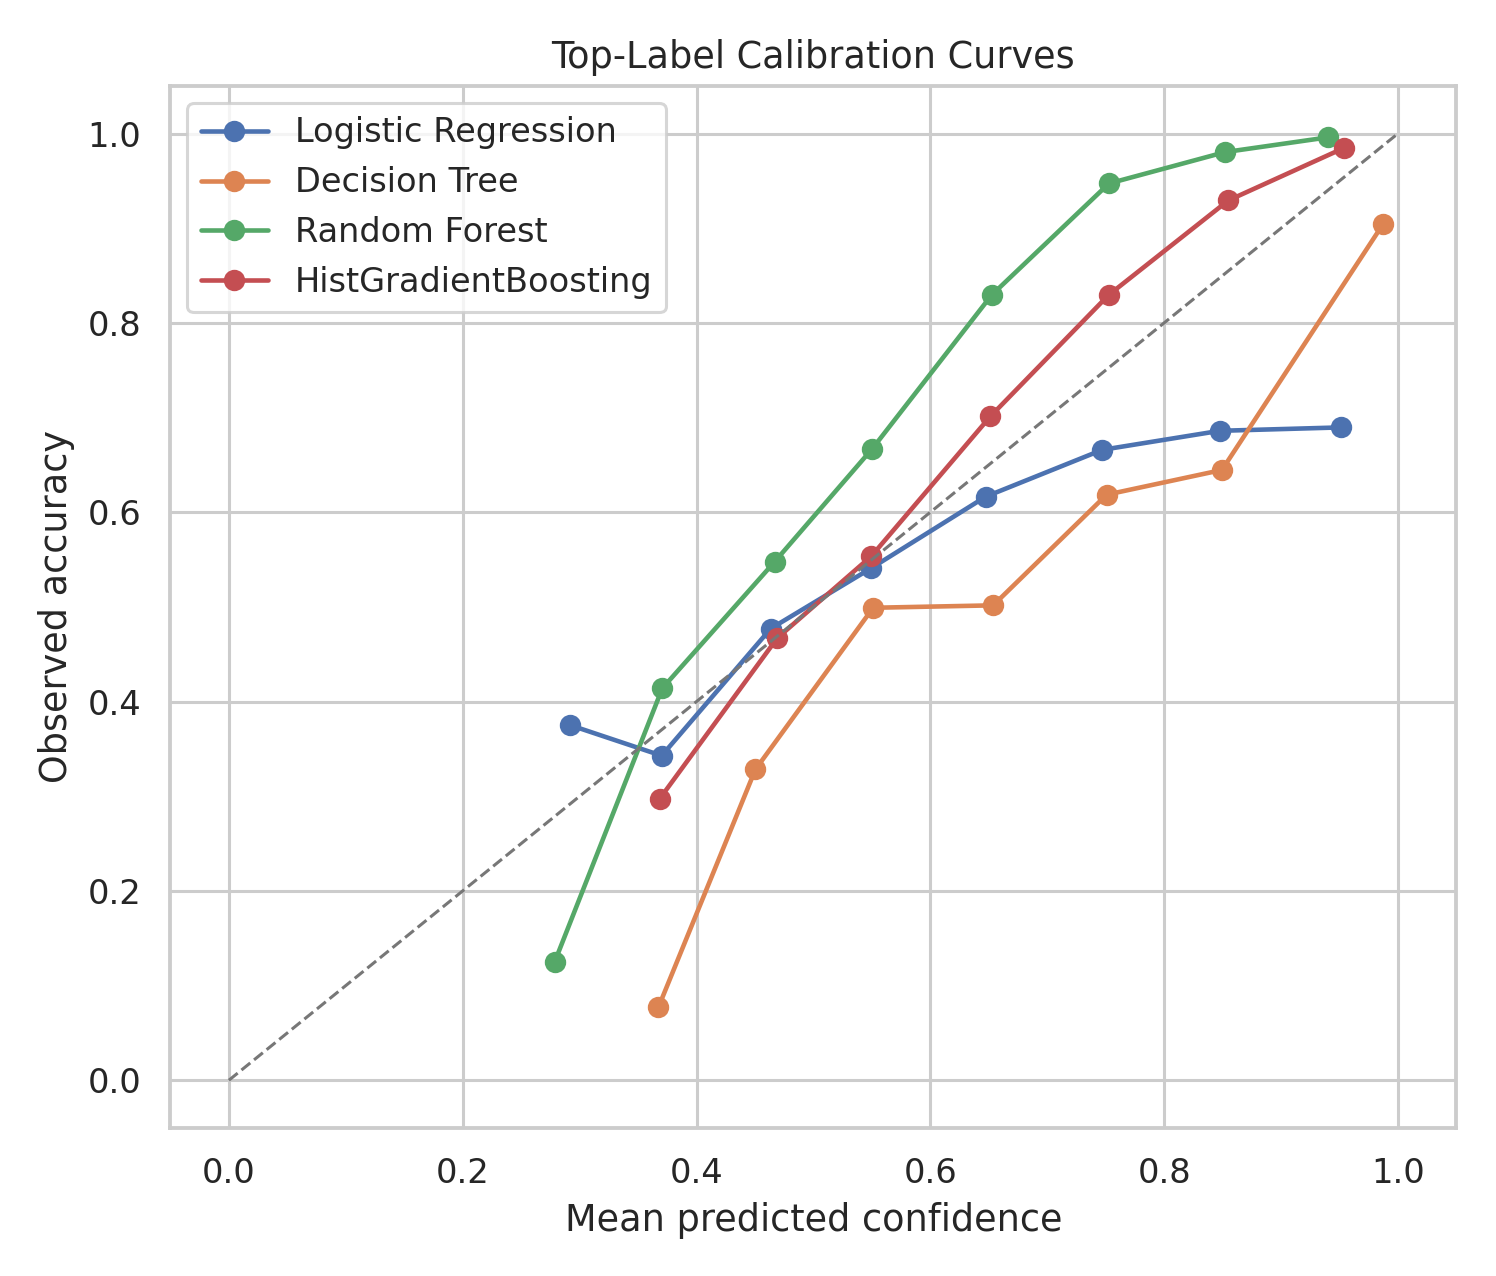 Top-Label Calibration Curves
Logistic Regression
Decision Tree
Random Forest
HistGradientBoosting
1.0
0.8
0.6
0.4
0.2
0.0
Observed accuracy
0.0 0.2 0.4 0.6 0.8 1.0
Mean predicted confidence